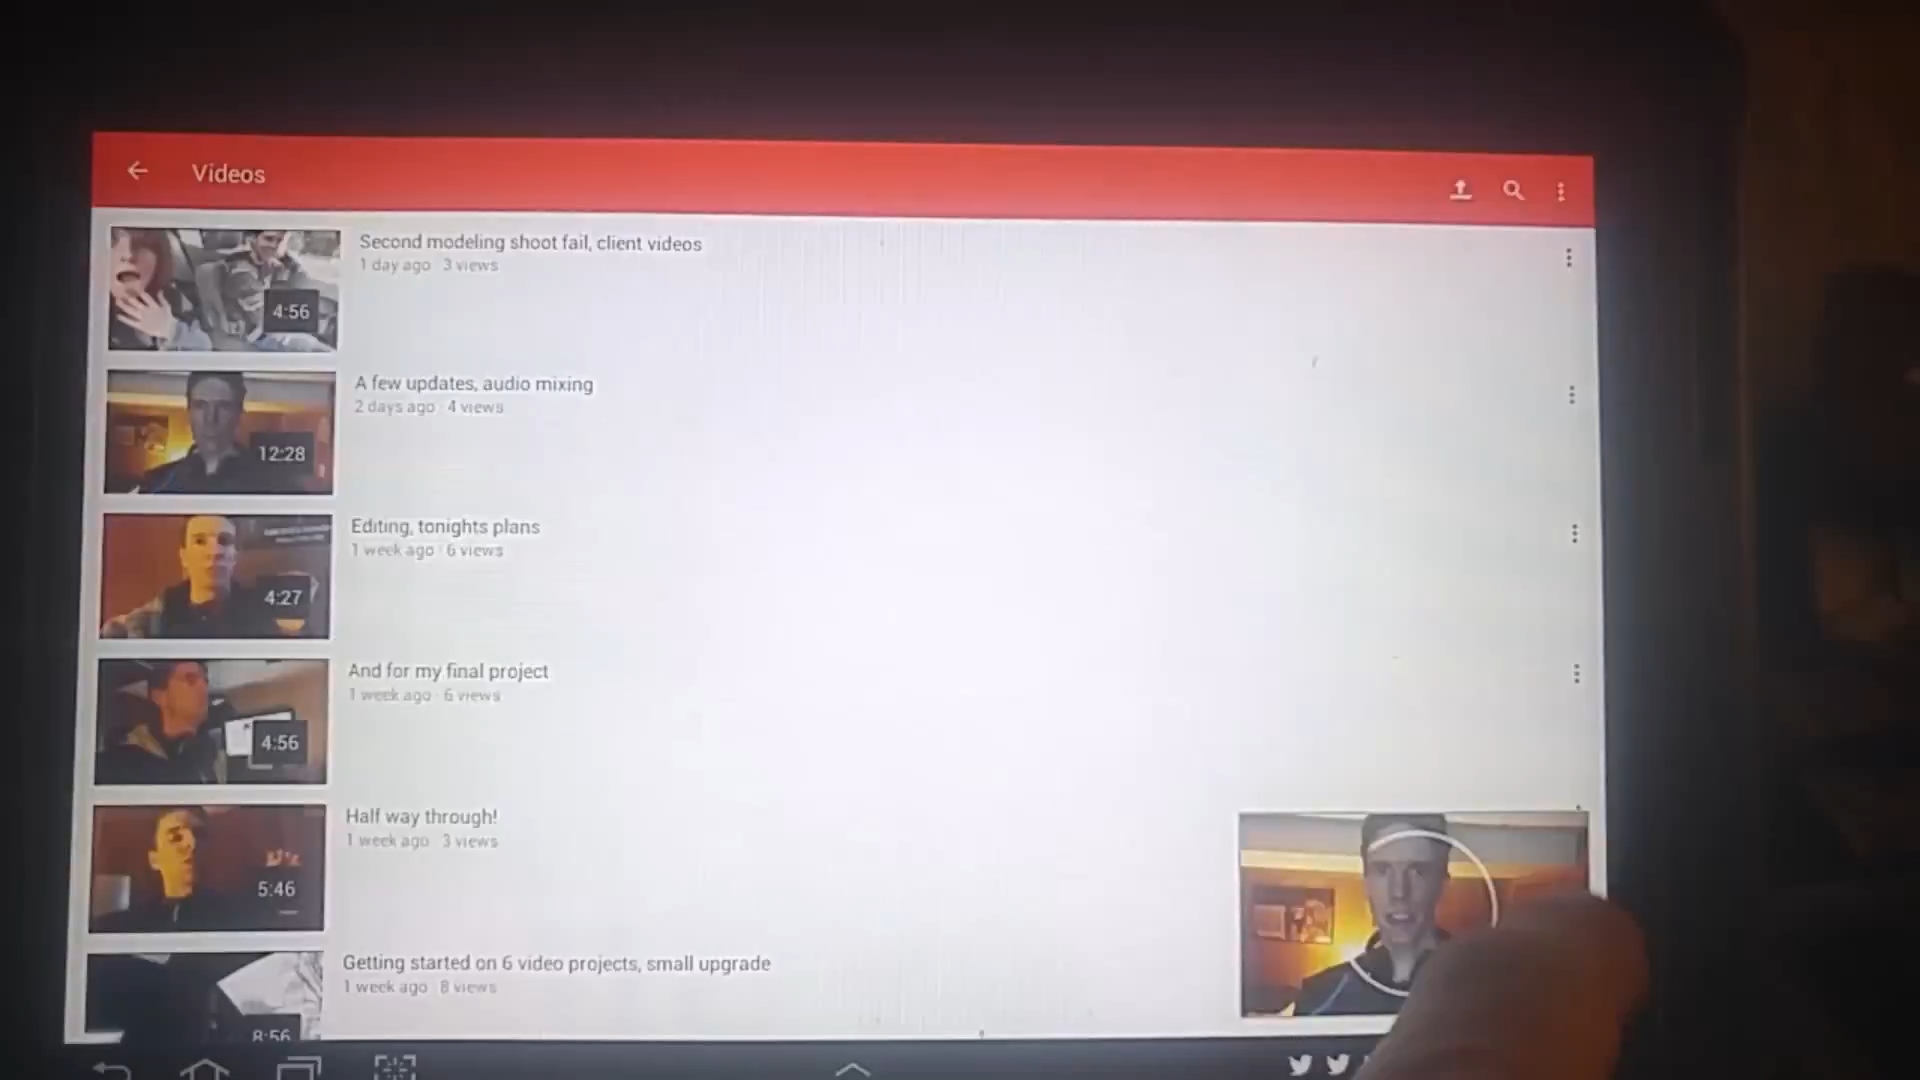 Videos
Second modeling shoot fail, client videos
1 day ago · 3 views
4:56
A few updates, audio mixing
2 days ago · 4 views
12:28
Editing, tonights plans
1 week ago · 6 views
4:27
And for my final project
1 week ago · 6 views
4:56
Half way through!
1 week ago · 3 views
5:46
Getting started on 6 video projects, small upgrade
1 week ago · 8 views
8:56